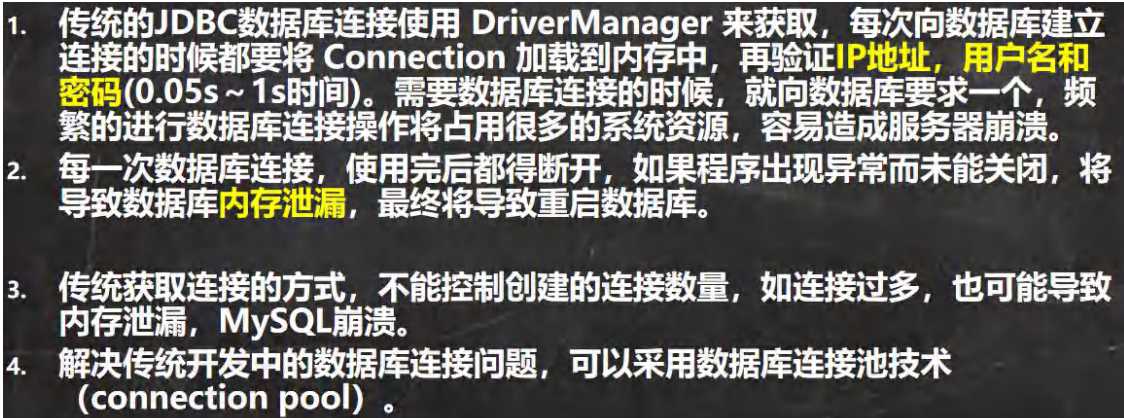 1. 传统的JDBC数据库连接使用 DriverManager 来获取，每次向数据库建立
连接的时候都要将 Connection 加载到内存中，再验证IP地址，用户名和
密码(0.05s ~ 1s时间)。需要数据库连接的时候，就向数据库要求一个，频
繁的进行数据库连接操作将占用很多的系统资源，容易造成服务器崩溃。
2. 每一次数据库连接，使用完后都得断开，如果程序出现异常而未能关闭，将
导致数据库内存泄漏，最终将导致重启数据库。
3. 传统获取连接的方式，不能控制创建的连接数量，如连接过多，也可能导致
内存泄漏，MySQL崩溃。
4. 解决传统开发中的数据库连接问题，可以采用数据库连接池技术
（connection pool）。